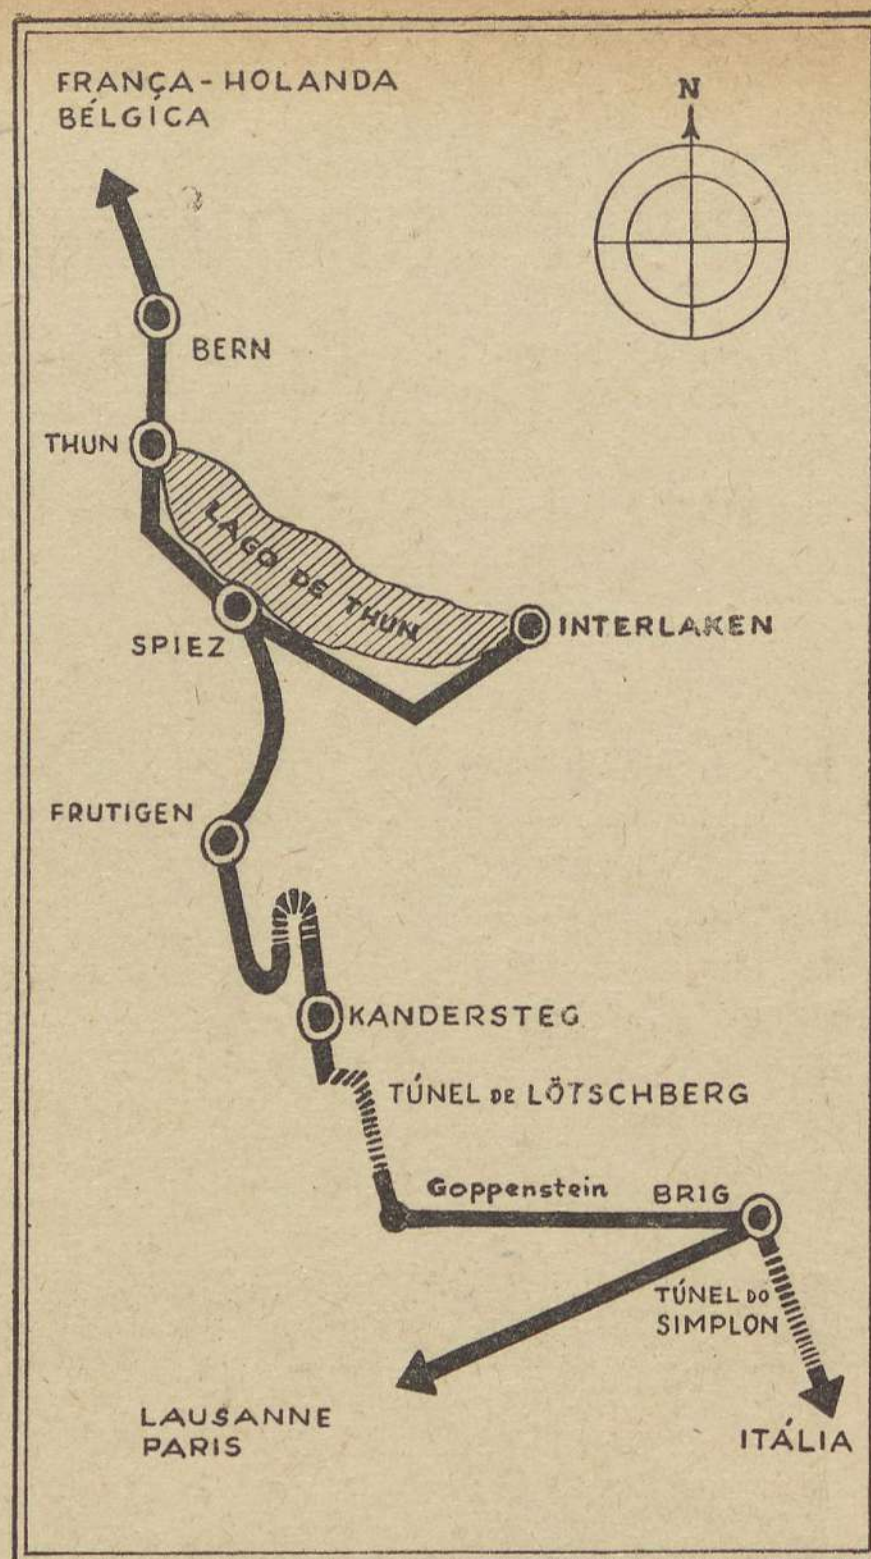 FRANÇA - HOLANDA
BÉLGICA
N
BERN
THUN
LAGO DE THUN
INTERLAKEN
SPIEZ
FRUTIGEN
KANDERSTEG
TÚNEL DE LÖTSCHBERG
Goppenstein
BRIG
TÚNEL DO
SIMPLON
LAUSANNE
PARIS
ITÁLIA